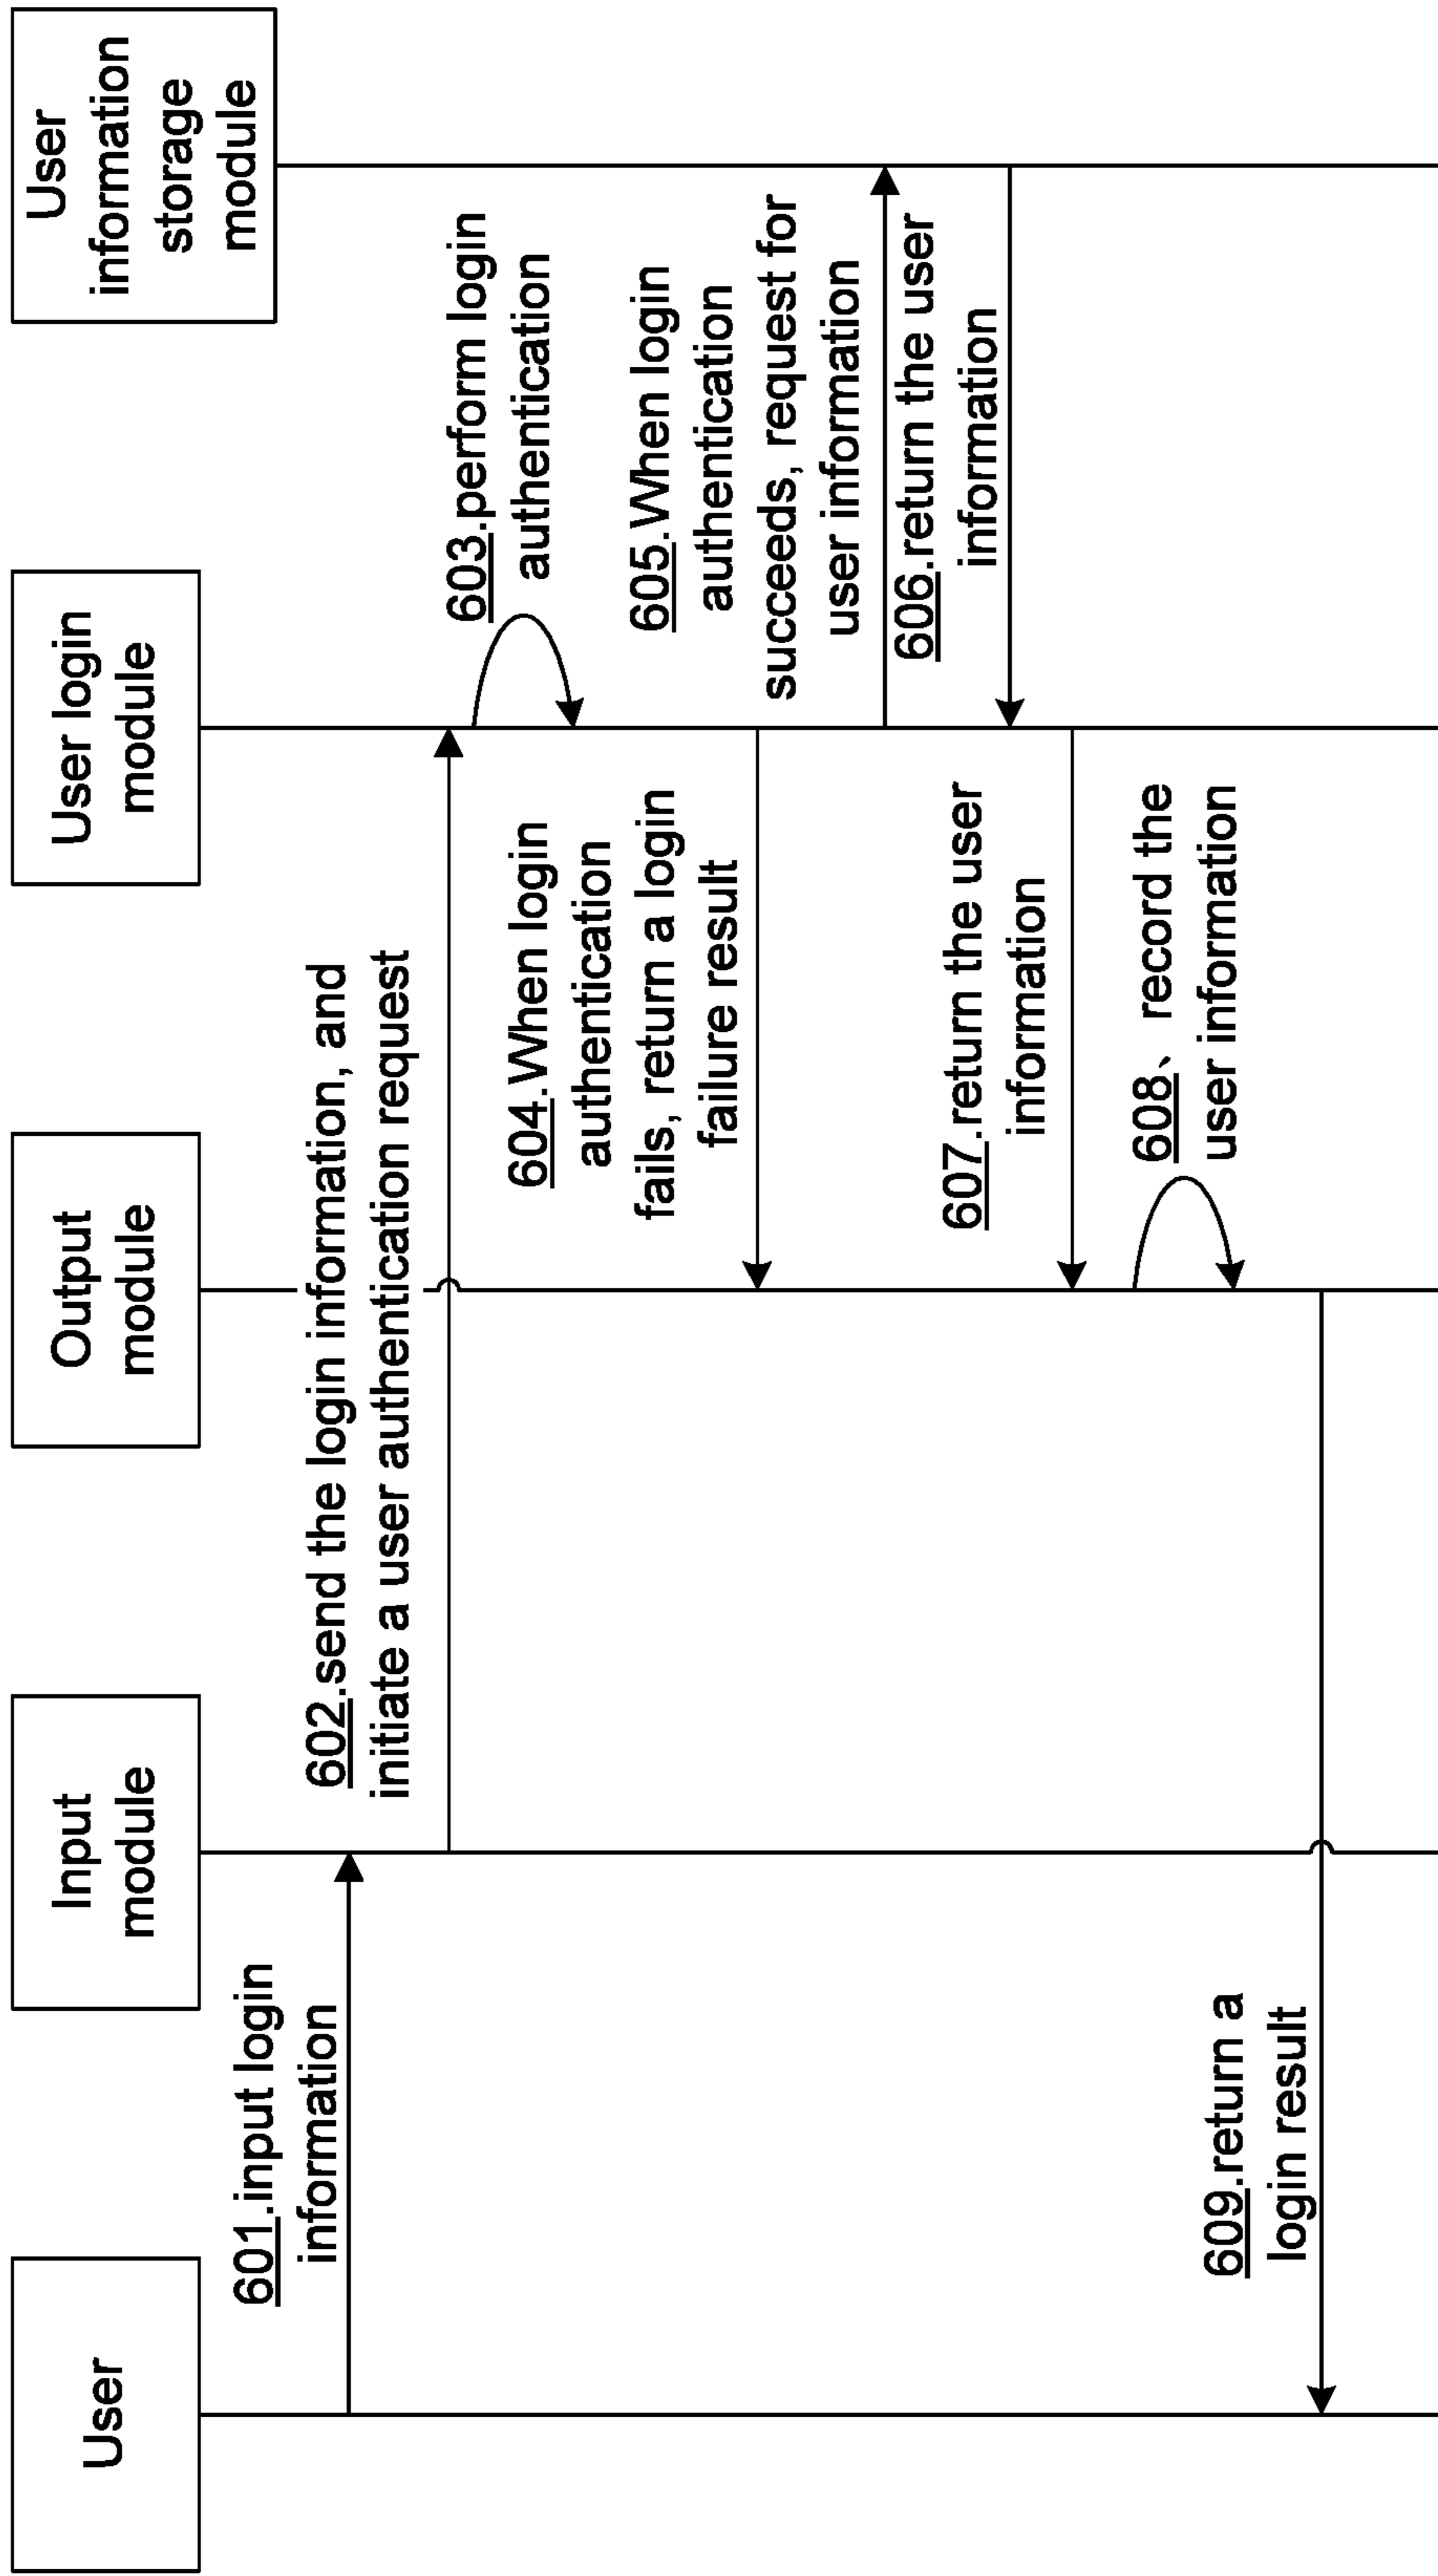 User
Input
module
Output
module
User login
module
User
information
storage
module
601.input login
information
602.send the login information, and
initiate a user authentication request
603.perform login
authentication
604.When login
authentication
fails, return a login
failure result
605.When login
authentication
succeeds, request for
user information
606.return the user
information
607.return the user
information
608、record the
user information
609.return a
login result